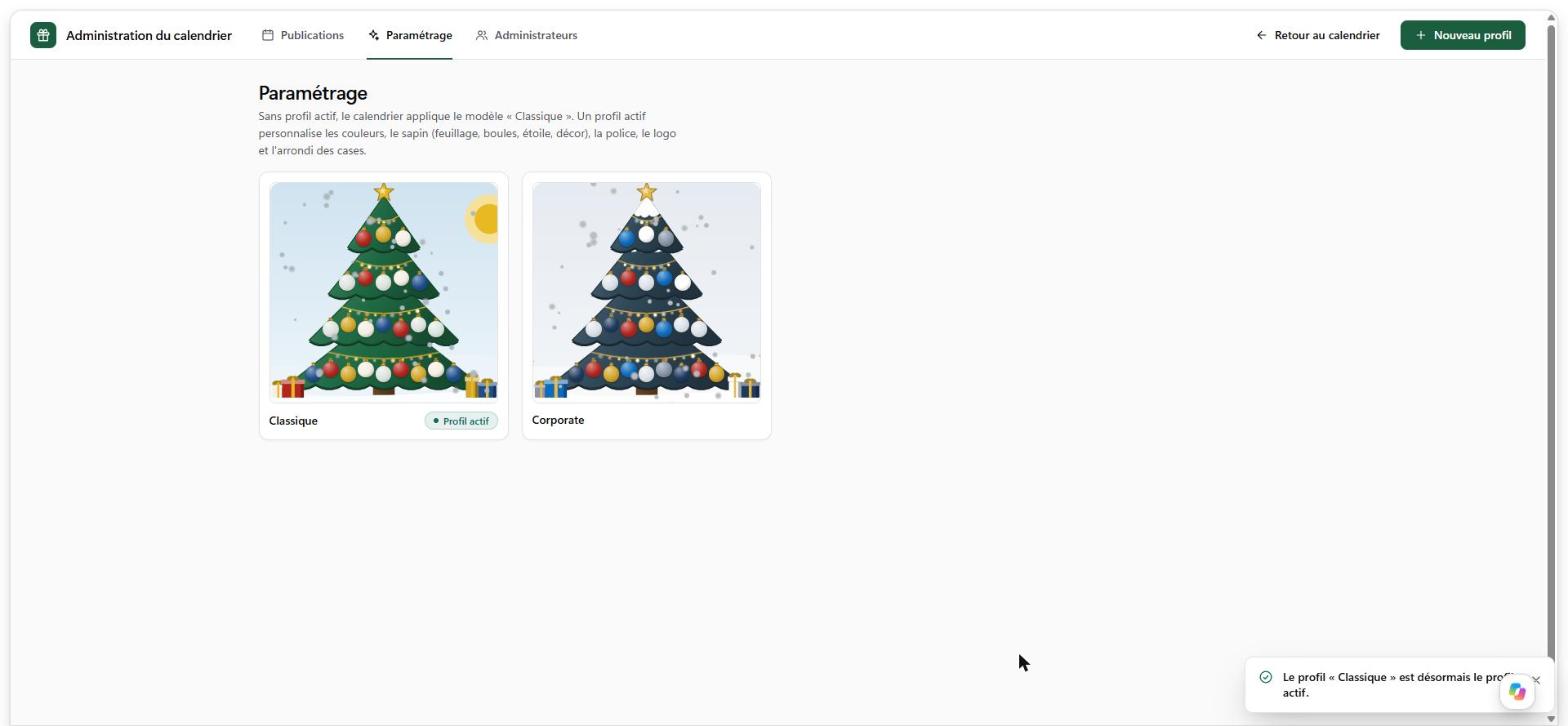 Administration du calendrier
Publications
Paramétrage
Administrateurs
Retour au calendrier
Nouveau profil
Paramétrage
Sans profil actif, le calendrier applique le modèle « Classique ». Un profil actif
personnalise les couleurs, le sapin (feuillage, boules, étoile, décor), la police, le logo
et l'arrondi des cases.
Classique
Profil actif
Corporate
Le profil « Classique » est désormais le
actif.